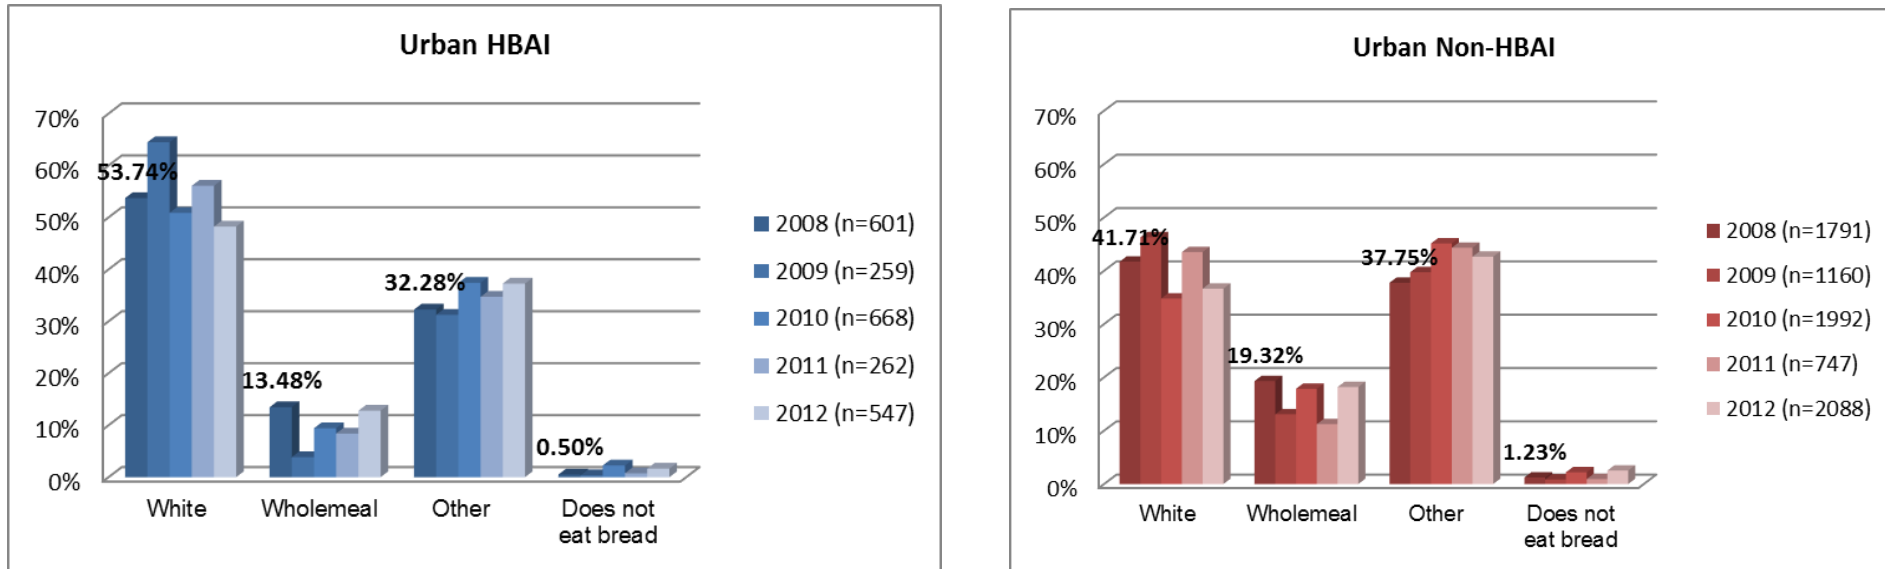 Urban HBAI
70%
60%
50%
40%
30%
20%
10%
0%
53.74%
13.48%
32.28%
0.50%
White
Wholemeal
Other
Does not
eat bread
2008 (n=601)
2009 (n=259)
2010 (n=668)
2011 (n=262)
2012 (n=547)
Urban Non-HBAI
70%
60%
50%
40%
30%
20%
10%
0%
41.71%
19.32%
37.75%
1.23%
White
Wholemeal
Other
Does not
eat bread
2008 (n=1791)
2009 (n=1160)
2010 (n=1992)
2011 (n=747)
2012 (n=2088)